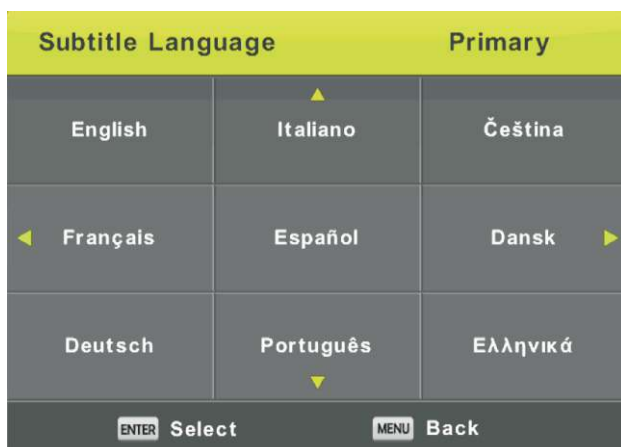 Subtitle Language Primary
English Italiano Čeština
Français Español Dansk
Deutsch Português Ελληνικά
ENTER Select MENU Back